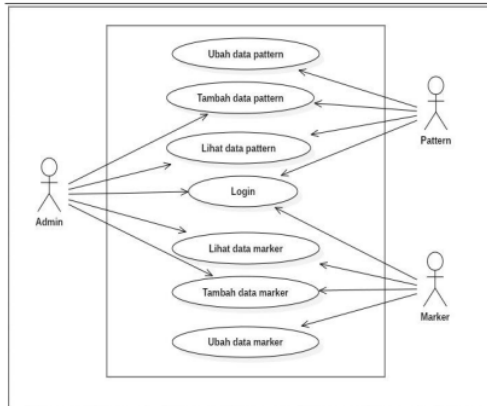 Ubah data pattern
Tambah data pattern
Lihat data pattern
Login
Lihat data marker
Tambah data marker
Ubah data marker
Admin
Pattern
Marker